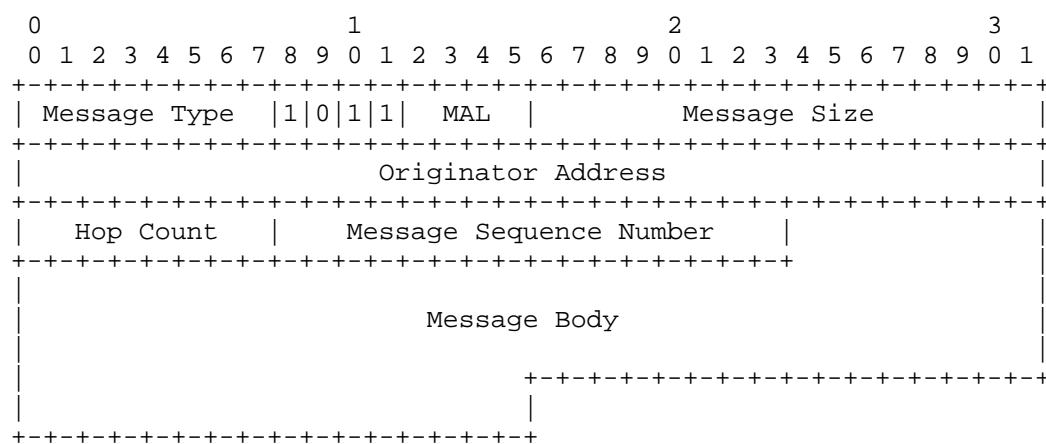 0                   1                   2                   3
 0 1 2 3 4 5 6 7 8 9 0 1 2 3 4 5 6 7 8 9 0 1 2 3 4 5 6 7 8 9 0 1
+-+-+-+-+-+-+-+-+-+-+-+-+-+-+-+-+-+-+-+-+-+-+-+-+-+-+-+-+-+-+-+-+
| Message Type  |1|0|1|1|  MAL  |         Message Size          |
+-+-+-+-+-+-+-+-+-+-+-+-+-+-+-+-+-+-+-+-+-+-+-+-+-+-+-+-+-+-+-+-+
|                      Originator Address                       |
+-+-+-+-+-+-+-+-+-+-+-+-+-+-+-+-+-+-+-+-+-+-+-+-+-+-+-+-+-+-+-+-+
|   Hop Count   |    Message Sequence Number    |               |
+-+-+-+-+-+-+-+-+-+-+-+-+-+-+-+-+-+-+-+-+-+-+-+-+               |
|                                                               |
|                         Message Body                          |
|                                                               |
|                               +-+-+-+-+-+-+-+-+-+-+-+-+-+-+-+-+
|                               |
+-+-+-+-+-+-+-+-+-+-+-+-+-+-+-+-+